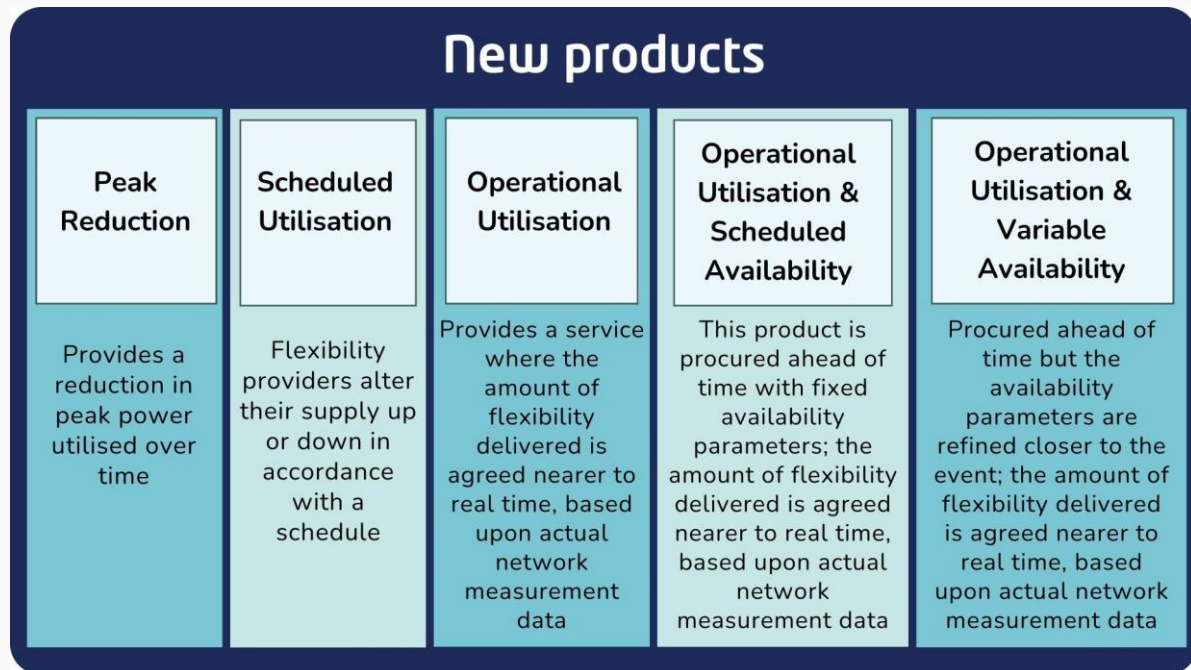 New products
Peak
Reduction
Provides a
reduction in
peak power
utilised over
time
Scheduled
Utilisation
Flexibility
providers alter
their supply up
or down in
accordance
with a
schedule
Operational
Utilisation
Provides a service
where the
amount of
flexibility
delivered is
agreed nearer to
real time, based
upon actual
network
measurement
data
Operational
Utilisation &
Scheduled
Availability
This product is
procured ahead of
time with fixed
availability
parameters; the
amount of flexibility
delivered is agreed
nearer to real time,
based upon actual
network
measurement data
Operational
Utilisation &
Variable
Availability
Procured ahead of
time but the
availability
parameters are
refined closer to the
event; the amount of
flexibility delivered
is agreed nearer to
real time, based
upon actual network
measurement data